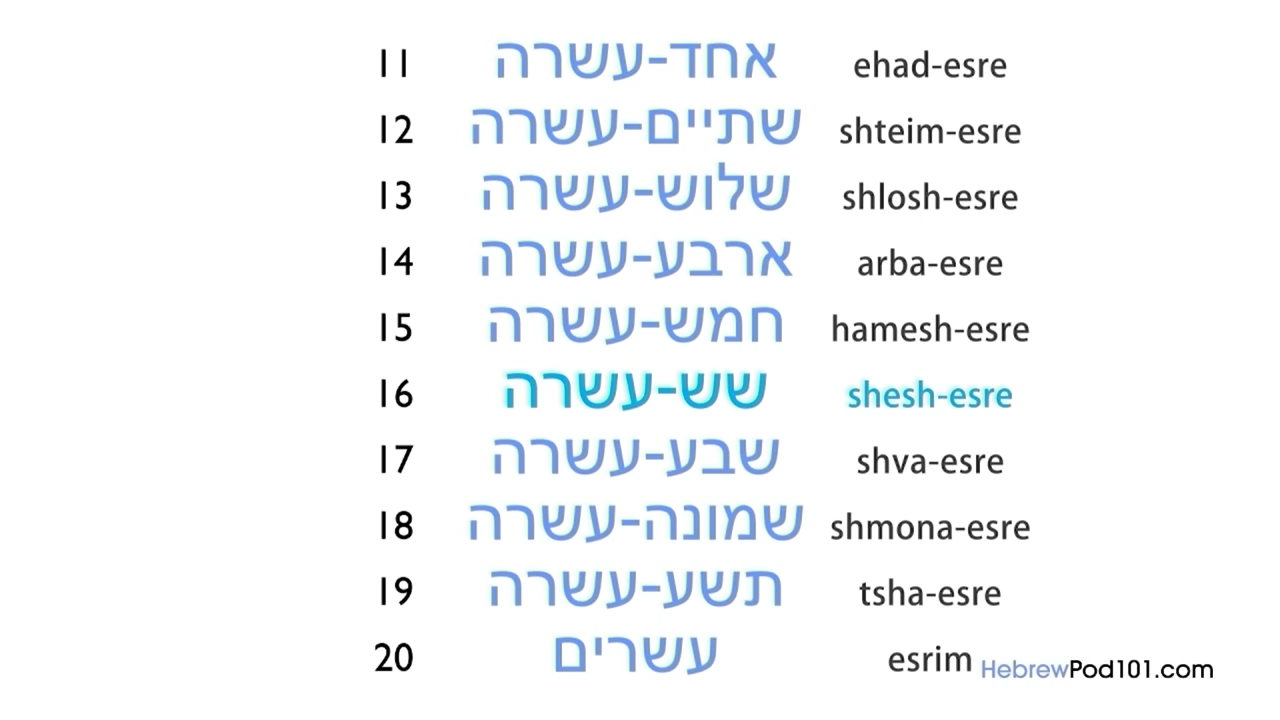 11 אחד-עשרה ehad-esre
12 שתיים-עשרה shteim-esre
13 שלוש-עשרה shlosh-esre
14 ארבע-עשרה arba-esre
15 חמש-עשרה hamesh-esre
16 שש-עשרה shesh-esre
17 שבע-עשרה shva-esre
18 שמונה-עשרה shmona-esre
19 תשע-עשרה tsha-esre
20 עשרים esrim
HebrewPod101.com